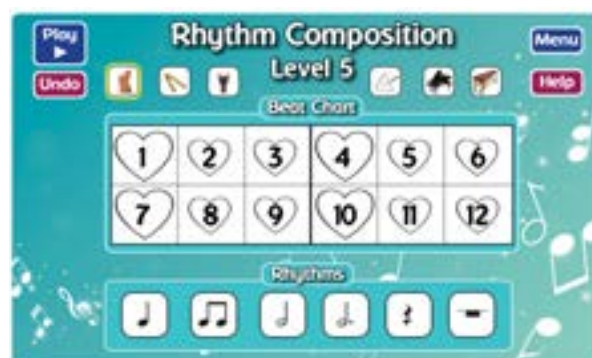 Play
Rhythm Composition
Menu
Undo
Level 5
Help
Beat Chart
1 2 3 4 5 6
7 8 9 10 11 12
Rhythms